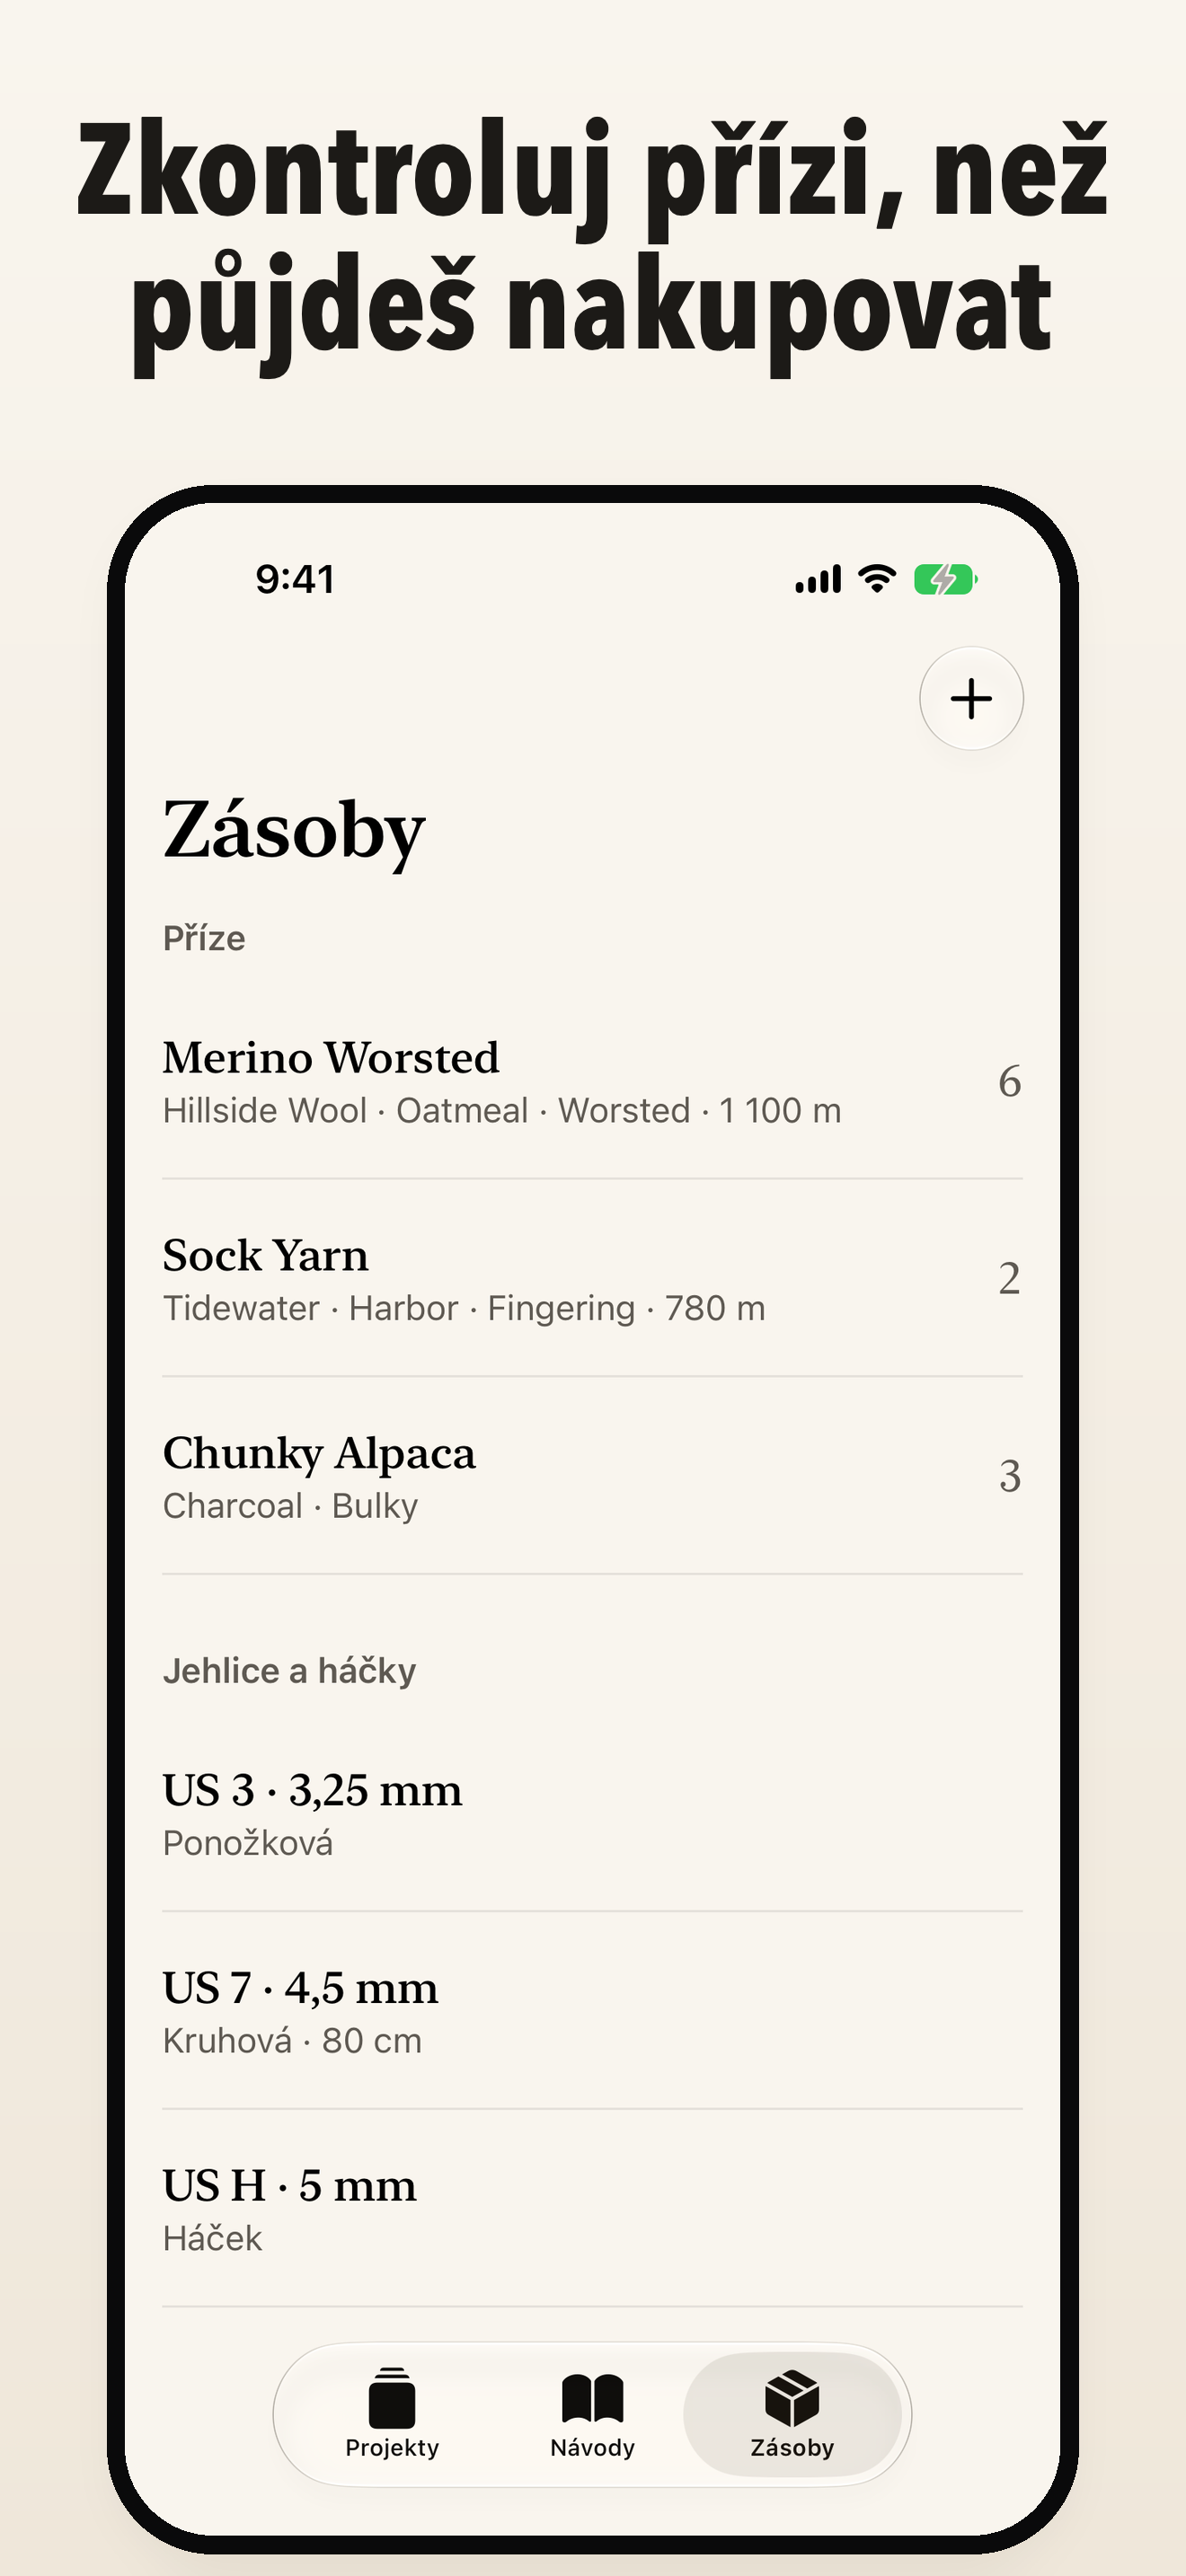 Zkontroluj přízi, než
půjdeš nakupovat
9:41
Zásoby
Příze
Merino Worsted
Hillside Wool · Oatmeal · Worsted · 1 100 m
6
Sock Yarn
Tidewater · Harbor · Fingering · 780 m
2
Chunky Alpaca
Charcoal · Bulky
3
Jehlice a háčky
US 3 · 3,25 mm
Ponožková
US 7 · 4,5 mm
Kruhová · 80 cm
US H · 5 mm
Háček
Projekty
Návody
Zásoby